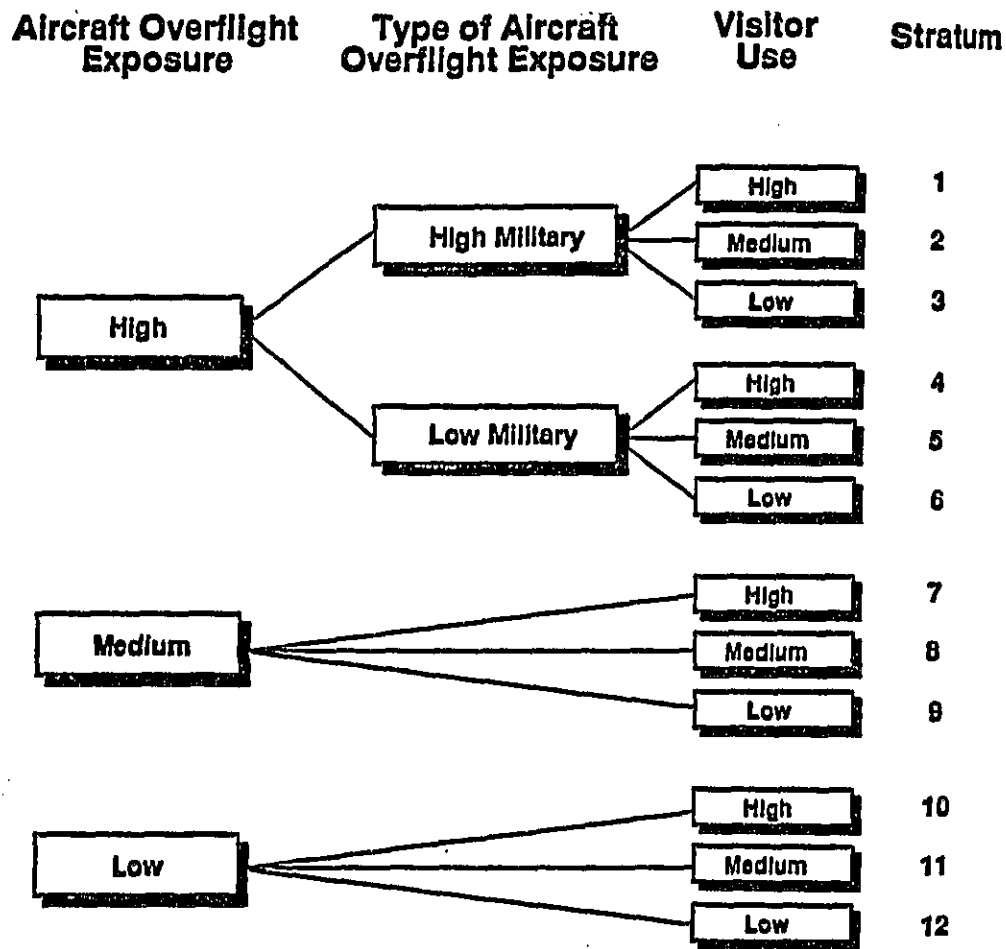 Aircraft Overflight
Exposure
Type of Aircraft
Overflight Exposure
Visitor
Use
Stratum
High
High Military
High
1
Medium
2
Low
3
Low Military
High
4
Medium
5
Low
6
Medium
High
7
Medium
8
Low
9
Low
High
10
Medium
11
Low
12